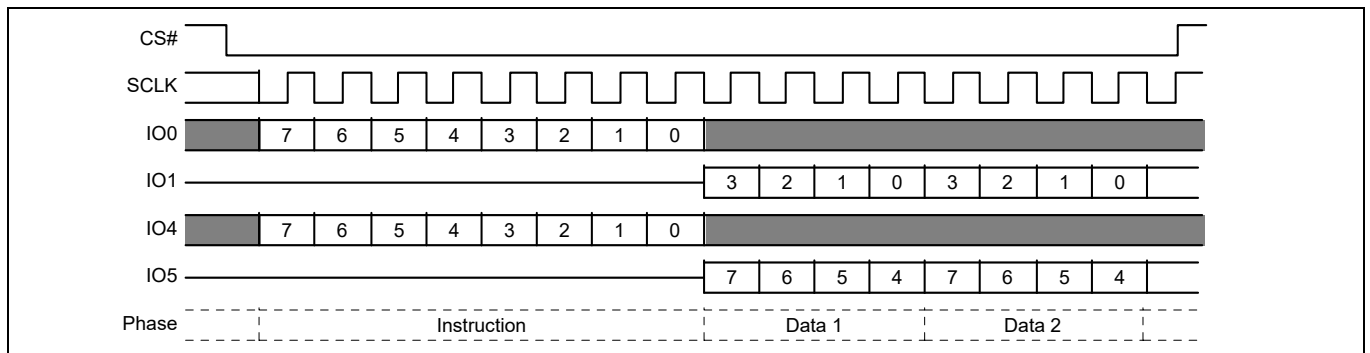 CS#
SCLK
IO0 7 6 5 4 3 2 1 0
IO1 3 2 1 0 3 2 1 0
IO4 7 6 5 4 3 2 1 0
IO5 7 6 5 4 7 6 5 4
Phase Instruction Data 1 Data 2